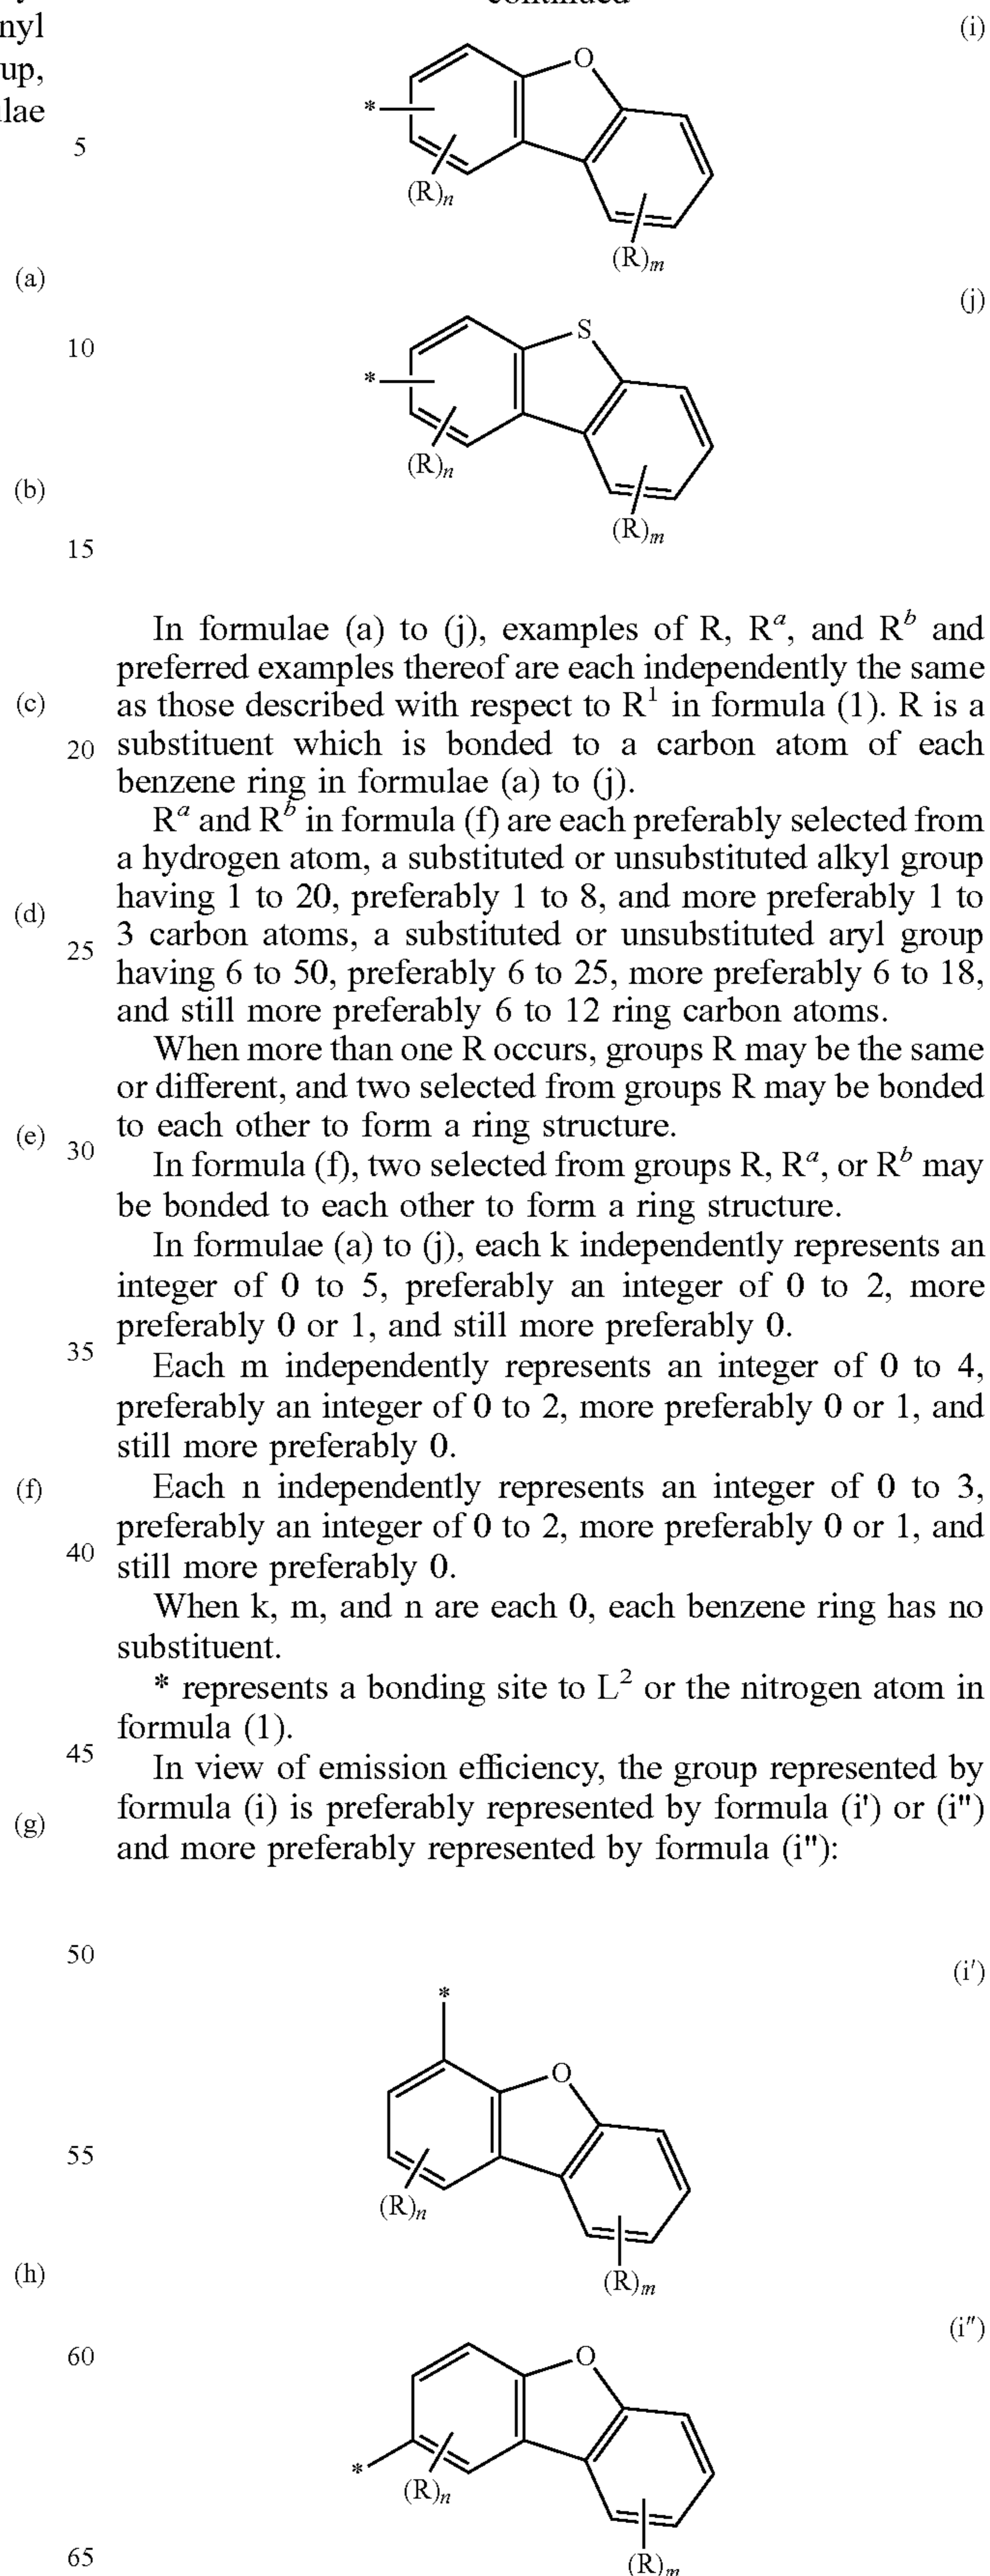 continued
nyl
up,
lae
(i)
O
*
5
(R)n
(R)m
(a)
(j)
S
10
*
(R)n
(b)
(R)m
15
In formulae (a) to (j), examples of R, Rᵃ, and Rᵇ and
preferred examples thereof are each independently the same
(c)
as those described with respect to R¹ in formula (1). R is a
20
substituent which is bonded to a carbon atom of each
benzene ring in formulae (a) to (j).
Rᵃ and Rᵇ in formula (f) are each preferably selected from
a hydrogen atom, a substituted or unsubstituted alkyl group
having 1 to 20, preferably 1 to 8, and more preferably 1 to
(d)
3 carbon atoms, a substituted or unsubstituted aryl group
25
having 6 to 50, preferably 6 to 25, more preferably 6 to 18,
and still more preferably 6 to 12 ring carbon atoms.
When more than one R occurs, groups R may be the same
or different, and two selected from groups R may be bonded
(e)
to each other to form a ring structure.
30
In formula (f), two selected from groups R, Rᵃ, or Rᵇ may
be bonded to each other to form a ring structure.
In formulae (a) to (j), each k independently represents an
integer of 0 to 5, preferably an integer of 0 to 2, more
preferably 0 or 1, and still more preferably 0.
35
Each m independently represents an integer of 0 to 4,
preferably an integer of 0 to 2, more preferably 0 or 1, and
still more preferably 0.
(f)
Each n independently represents an integer of 0 to 3,
preferably an integer of 0 to 2, more preferably 0 or 1, and
40
still more preferably 0.
When k, m, and n are each 0, each benzene ring has no
substituent.
* represents a bonding site to L² or the nitrogen atom in
formula (1).
45
In view of emission efficiency, the group represented by
(g)
formula (i) is preferably represented by formula (i') or (i")
and more preferably represented by formula (i"):
50
(i')
*
O
55
(R)n
(h)
(R)m
(i")
60
O
*
(R)n
65
(R)m